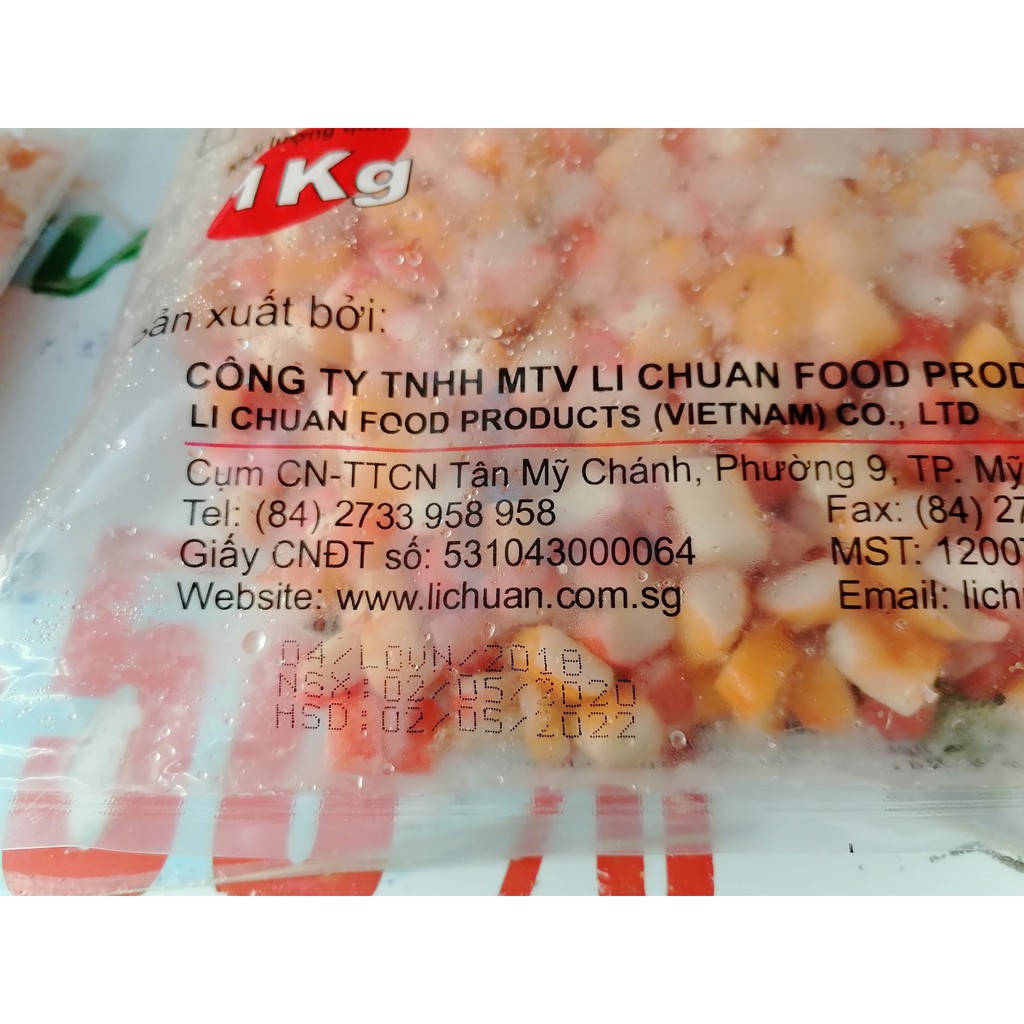 Khối lượng
1Kg
xuất bởi:
CÔNG TY TNHH MTV LI CHUAN FOOD PROD
LI CHUAN FOOD PRODUCTS (VIETNAM) CO., LTD
Cụm CN-TTCN Tân Mỹ Chánh, Phường 9, TP. Mỹ
Tel: (84) 2733 958 958 Fax: (84) 27
Giấy CNĐT số: 531043000064 MST: 1200
Website: www.lichuan.com.sg Email: lich
04/LCVN/2018
NSX:02/05/2020
HSD:02/05/2022